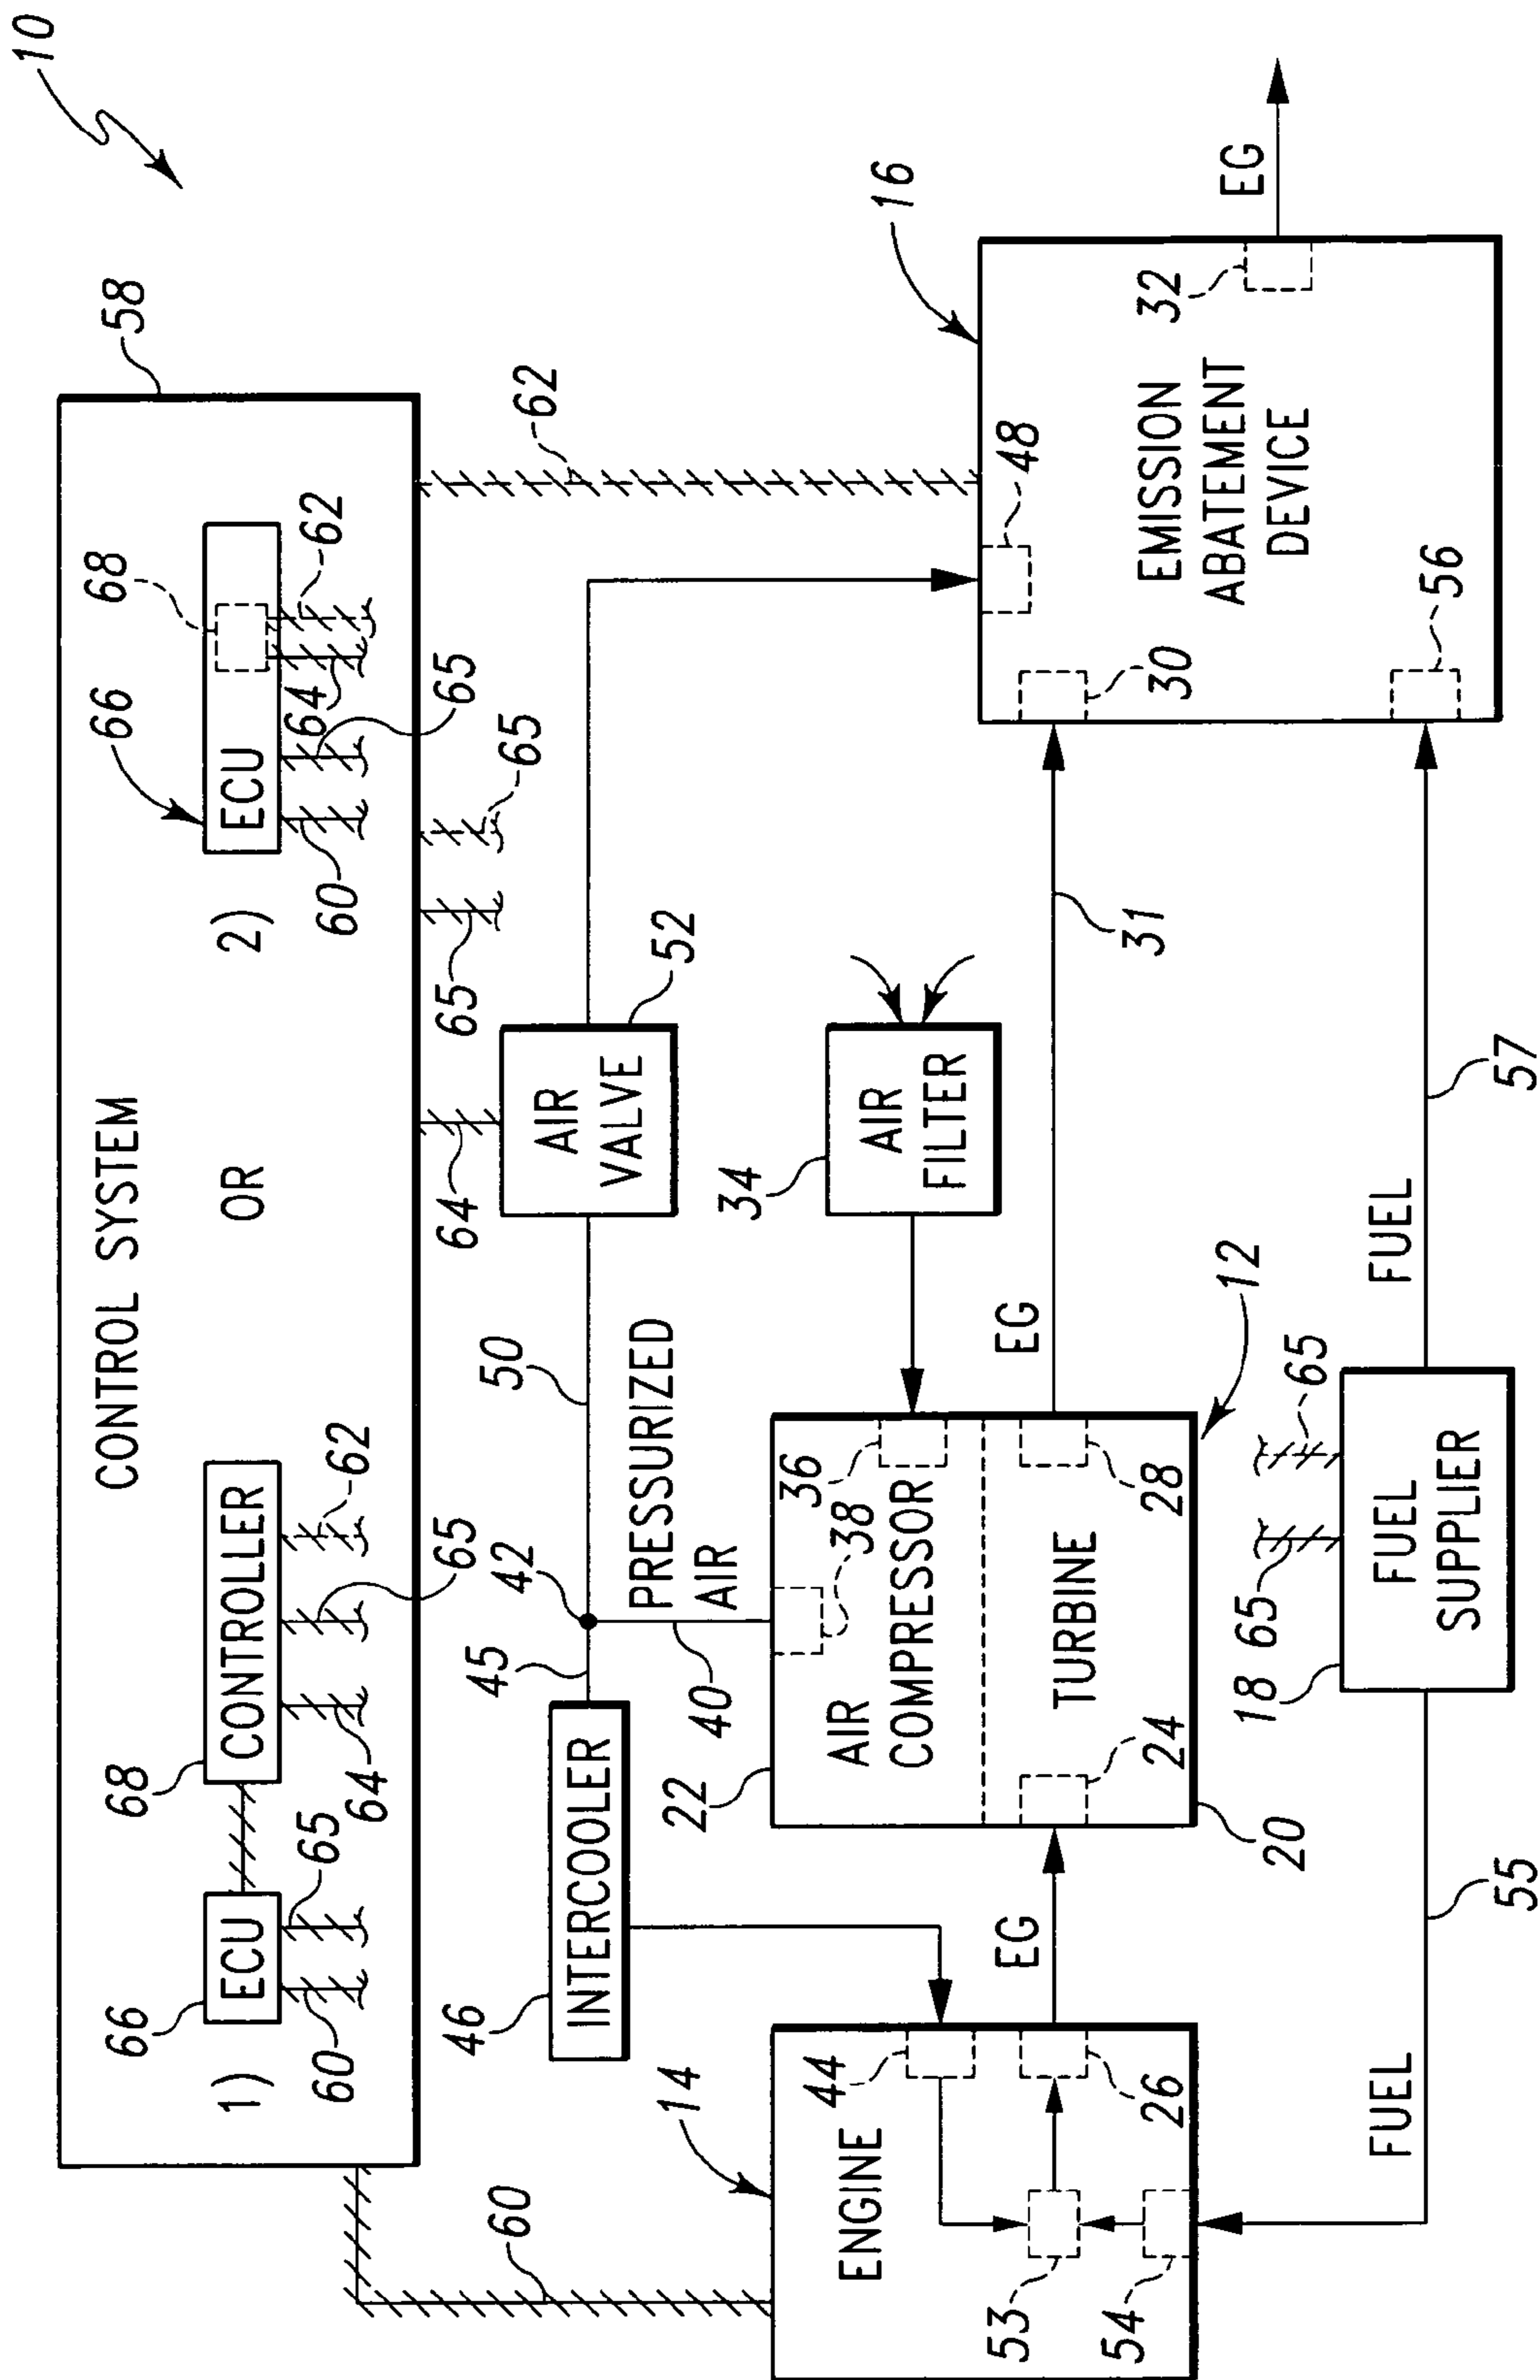 10
CONTROL SYSTEM
58
1)
66
ECU
60
65
68
CONTROLLER
64
65
62
OR
2)
66
ECU
68
60
65
64
62
60
64
65
65
62
46
INTERCOOLER
45
42
50
PRESSURIZED
AIR
40
AIR
VALVE
52
14
ENGINE
44
26
53
54
EG
22
AIR
COMPRESSOR
36
38
TURBINE
24
28
20
12
34
AIR
FILTER
EG
31
16
48
EMISSION
ABATEMENT
DEVICE
30
56
32
EG
FUEL
55
18
65
65
FUEL
SUPPLIER
FUEL
57